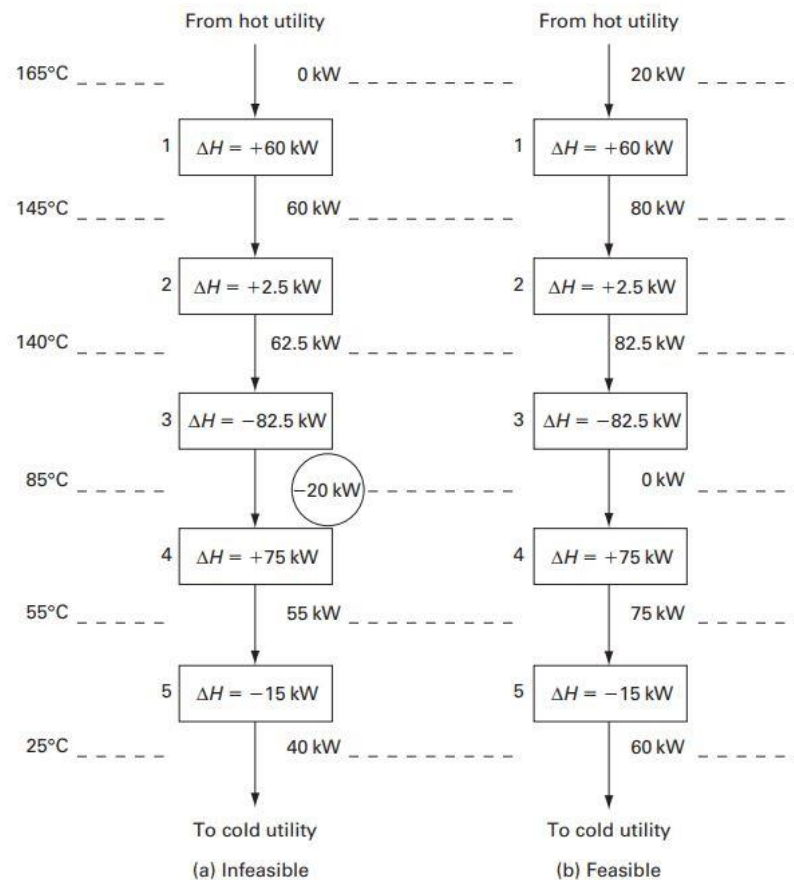 From hot utility From hot utility
165°C 0 kW 20 kW
1 ΔH = +60 kW 1 ΔH = +60 kW
145°C 60 kW 80 kW
2 ΔH = +2.5 kW 2 ΔH = +2.5 kW
140°C 62.5 kW 82.5 kW
3 ΔH = −82.5 kW 3 ΔH = −82.5 kW
85°C −20 kW 0 kW
4 ΔH = +75 kW 4 ΔH = +75 kW
55°C 55 kW 75 kW
5 ΔH = −15 kW 5 ΔH = −15 kW
25°C 40 kW 60 kW
To cold utility To cold utility
(a) Infeasible (b) Feasible